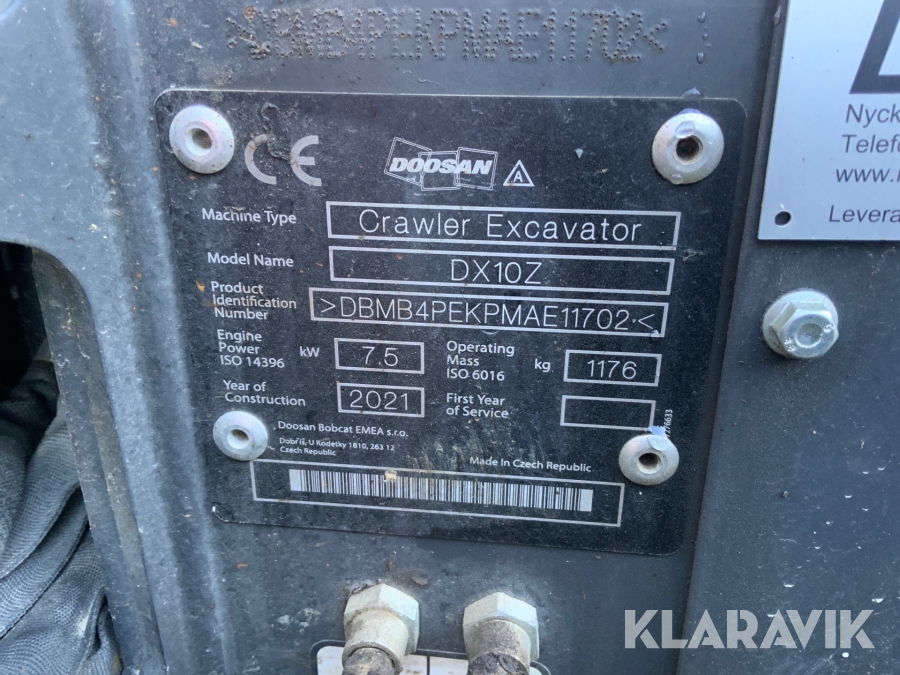 DBMB4PEKPMAE11702<
CE
DOOSAN
A
Machine Type Crawler Excavator
Model Name DX10Z
Product Identification Number >DBMB4PEKPMAE11702<
Engine Power ISO 14396 kW 7.5
Operating Mass ISO 6016 kg 1176
Year of Construction 2021
First Year of Service
Doosan Bobcat EMEA s.r.o.
Dobříš, U Kodetky 1810, 263 12
Czech Republic
Made In Czech Republic
Nyck
Telefo
www.
Levera
KLARAVIK